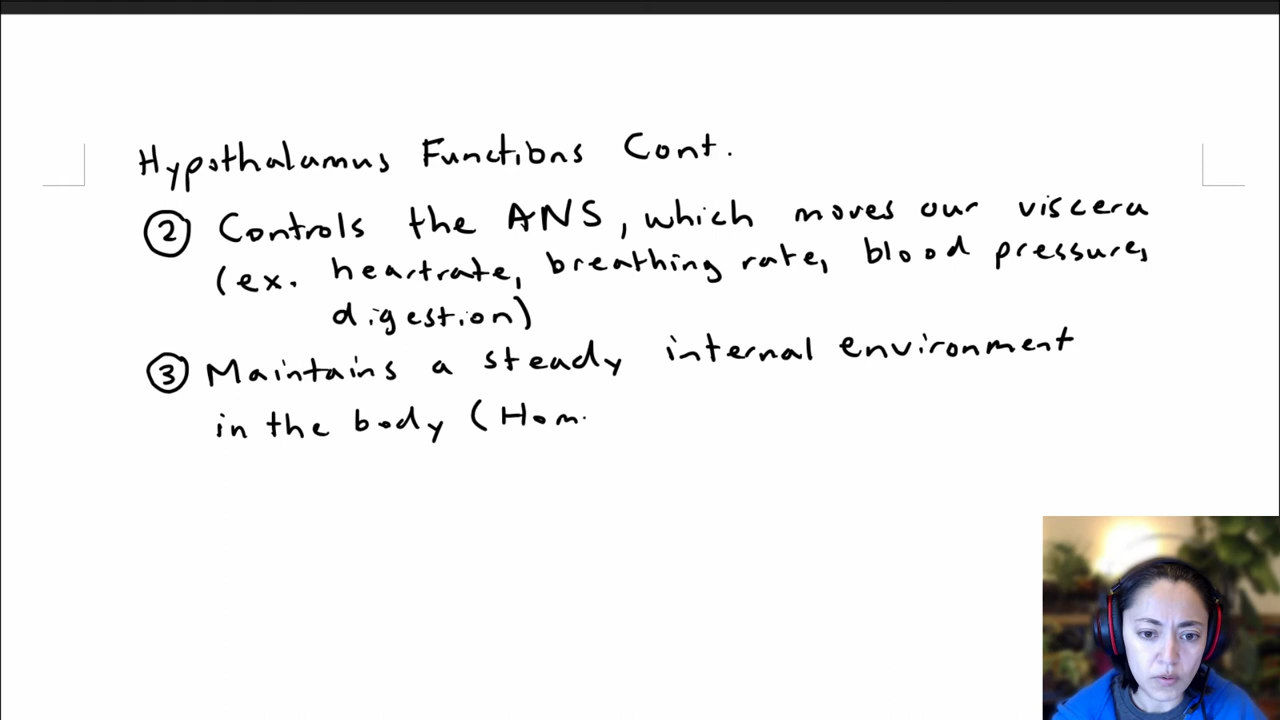 Hypothalamus Functions Cont.
② Controls the ANS, which moves our viscera
(ex. heartrate, breathing rate, blood pressure,
digestion)
③ Maintains a steady internal environment
in the body (Hom